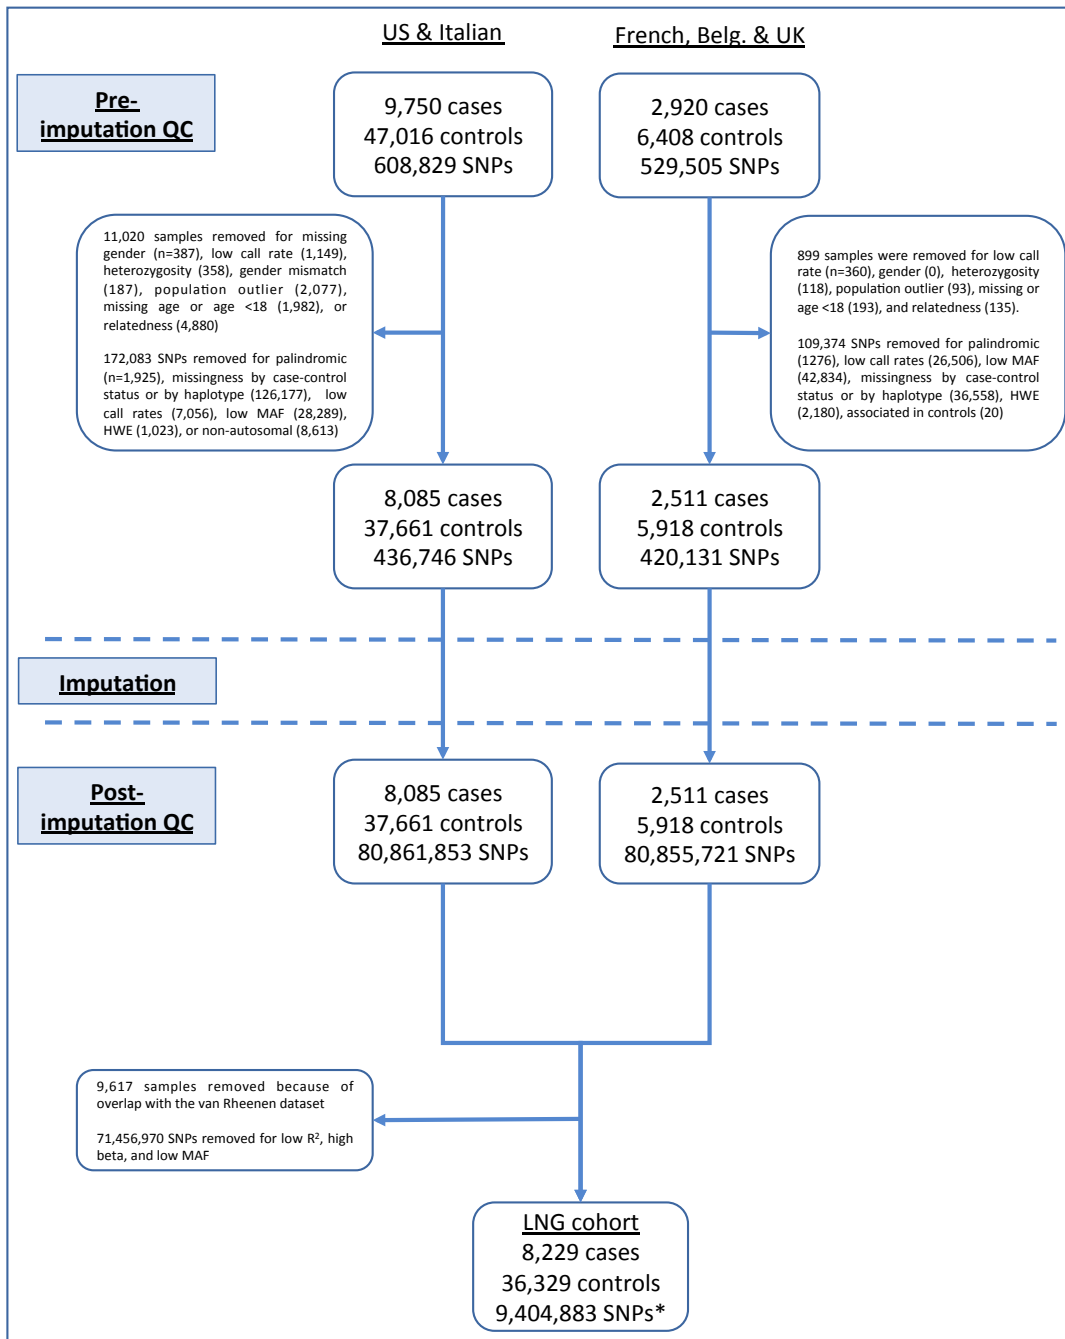 US & Italian
French, Belg. & UK
Pre-
imputation QC
9,750 cases
47,016 controls
608,829 SNPs
2,920 cases
6,408 controls
529,505 SNPs
11,020 samples removed for missing
gender (n=387), low call rate (1,149),
heterozygosity (358), gender mismatch
(187), population outlier (2,077),
missing age or age <18 (1,982), or
relatedness (4,880)
172,083 SNPs removed for palindromic
(n=1,925), missingness by case-control
status or by haplotype (126,177), low
call rates (7,056), low MAF (28,289),
HWE (1,023), or non-autosomal (8,613)
899 samples were removed for low call
rate (n=360), gender (0), heterozygosity
(118), population outlier (93), missing or
age <18 (193), and relatedness (135).
109,374 SNPs removed for palindromic
(1276), low call rates (26,506), low MAF
(42,834), missingness by case-control
status or by haplotype (36,558), HWE
(2,180), associated in controls (20)
8,085 cases
37,661 controls
436,746 SNPs
2,511 cases
5,918 controls
420,131 SNPs
Imputation
Post-
imputation QC
8,085 cases
37,661 controls
80,861,853 SNPs
2,511 cases
5,918 controls
80,855,721 SNPs
9,617 samples removed because of
overlap with the van Rheenen dataset
71,456,970 SNPs removed for low R², high
beta, and low MAF
LNG cohort
8,229 cases
36,329 controls
9,404,883 SNPs*